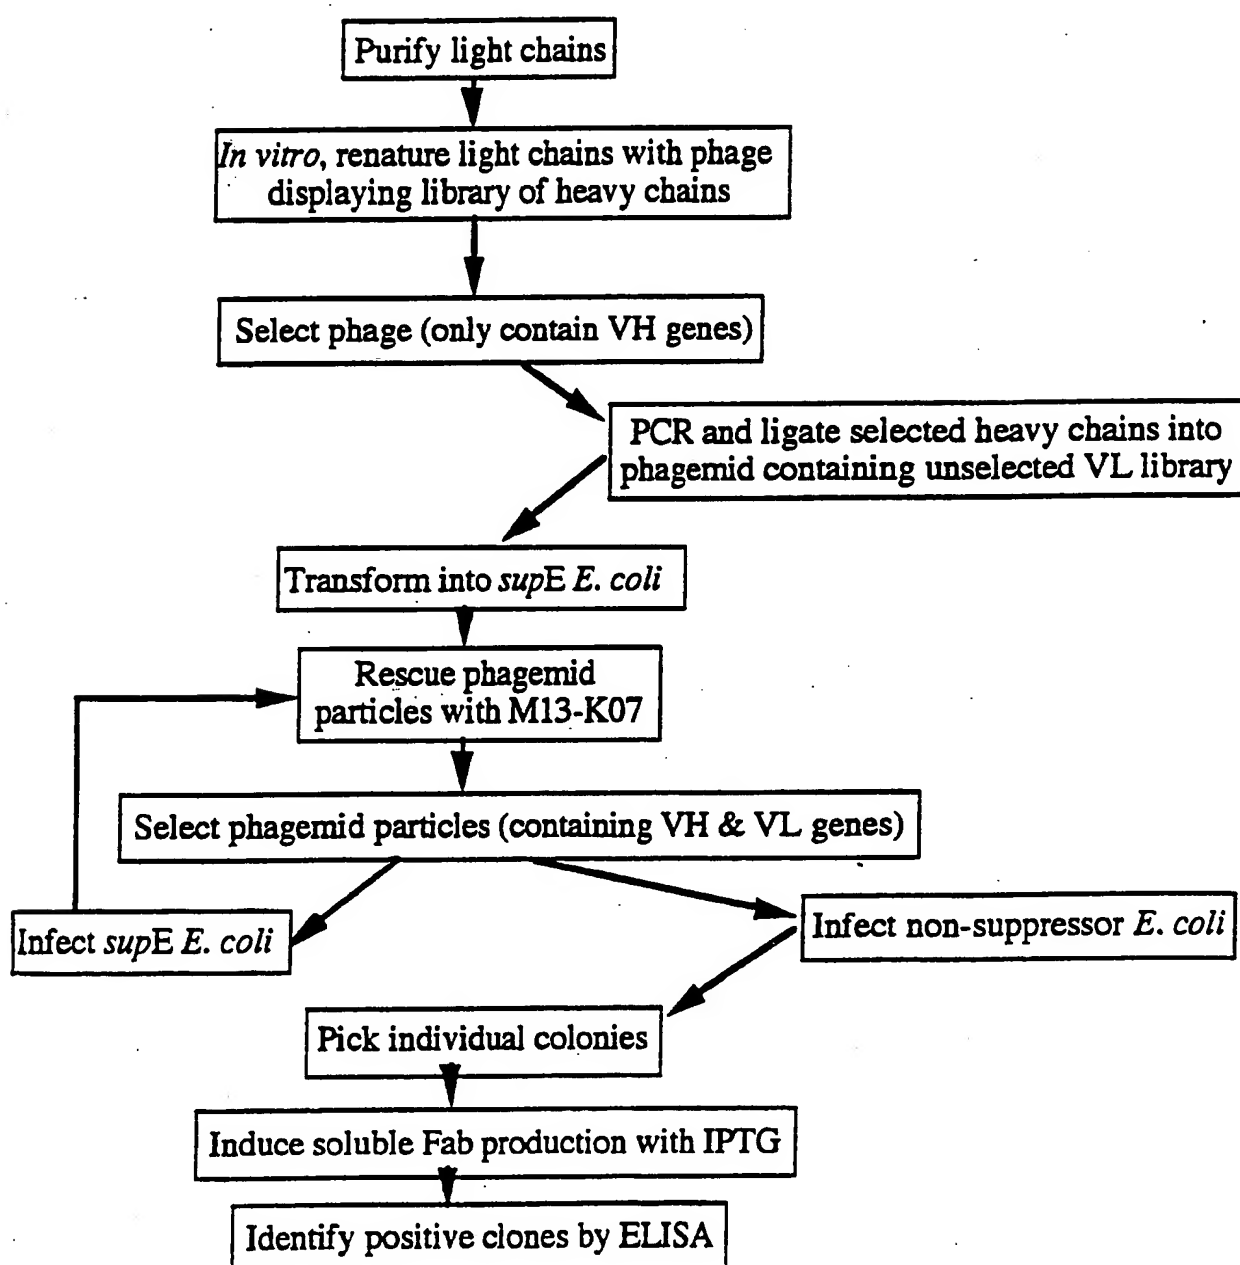 Purify light chains
In vitro, renature light chains with phage
displaying library of heavy chains
Select phage (only contain VH genes)
PCR and ligate selected heavy chains into
phagemid containing unselected VL library
Transform into supE E. coli
Rescue phagemid
particles with M13-K07
Select phagemid particles (containing VH & VL genes)
Infect supE E. coli
Infect non-suppressor E. coli
Pick individual colonies
Induce soluble Fab production with IPTG
Identify positive clones by ELISA